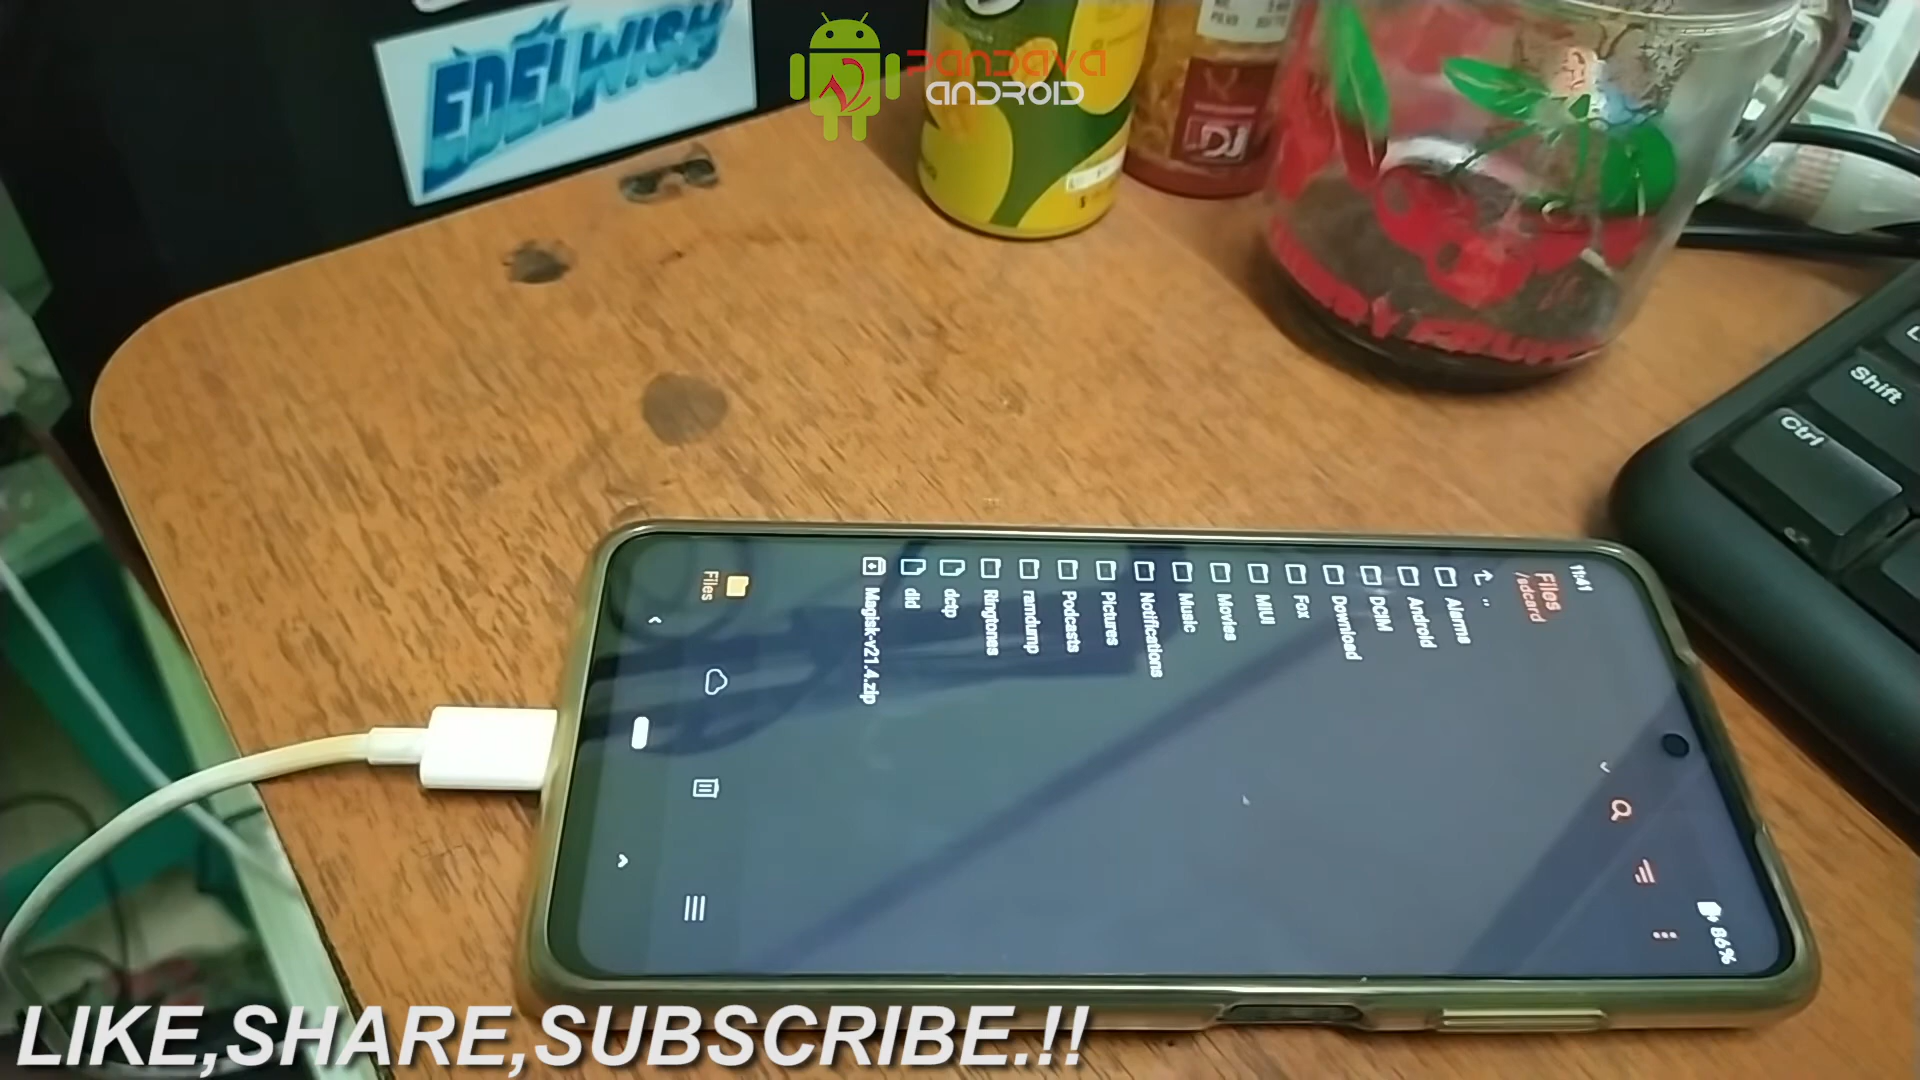 EDELWISH
PANDAVA
ANDROID
Shift
Ctrl
11:41
86%
Files
/sdcard
..
Alarms
Android
DCIM
Download
Fox
MIUI
Movies
Music
Notifications
Pictures
Podcasts
ramdump
Ringtones
dctp
did
Magisk-v21.4.zip
Files
LIKE,SHARE,SUBSCRIBE.!!